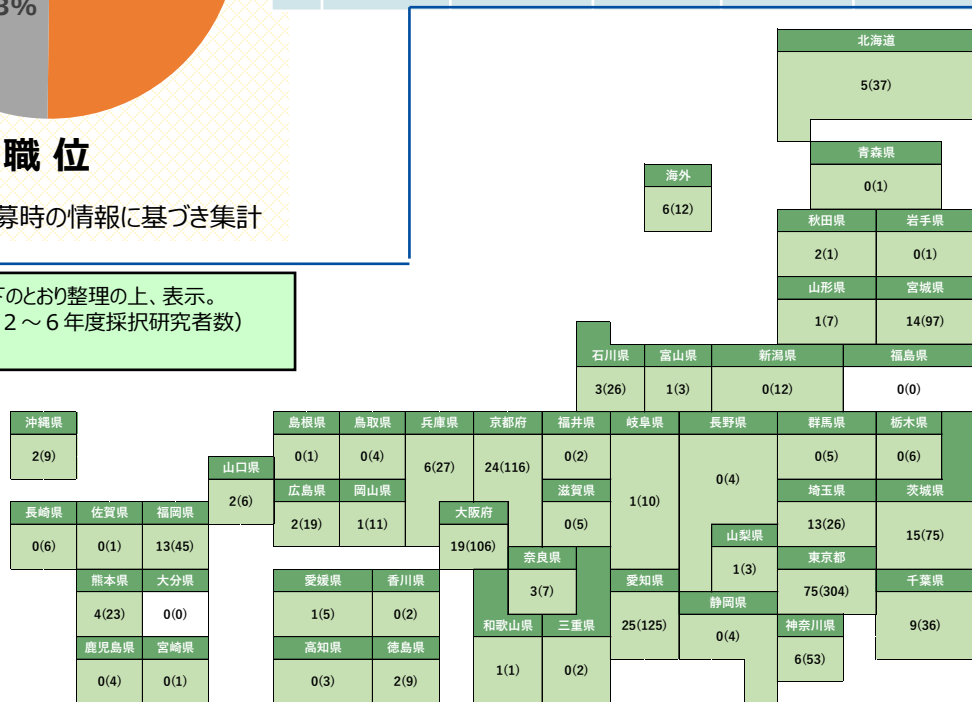 3%
職 位
募時の情報に基づき集計
下のとおり整理の上、表示。
2～6年度採択研究者数）
北海道
5(37)
青森県
0(1)
海外
6(12)
秋田県 岩手県
2(1) 0(1)
山形県 宮城県
1(7) 14(97)
石川県 富山県 新潟県 福島県
3(26) 1(3) 0(12) 0(0)
沖縄県 島根県 鳥取県 兵庫県 京都府 福井県 岐阜県 長野県 群馬県 栃木県
2(9) 0(1) 0(4) 6(27) 24(116) 0(2) 1(10) 0(4) 0(5) 0(6)
山口県 広島県 岡山県 滋賀県 埼玉県 茨城県
2(6) 2(19) 1(11) 0(5) 13(26) 15(75)
長崎県 佐賀県 福岡県 大阪府 山梨県
0(6) 0(1) 13(45) 19(106) 1(3)
奈良県 東京都
3(7) 75(304)
熊本県 大分県 愛媛県 香川県 愛知県 千葉県
4(23) 0(0) 1(5) 0(2) 25(125) 9(36)
静岡県
0(4)
鹿児島県 宮崎県 高知県 徳島県 和歌山県 三重県 神奈川県
0(4) 0(1) 0(3) 2(9) 1(1) 0(2) 6(53)